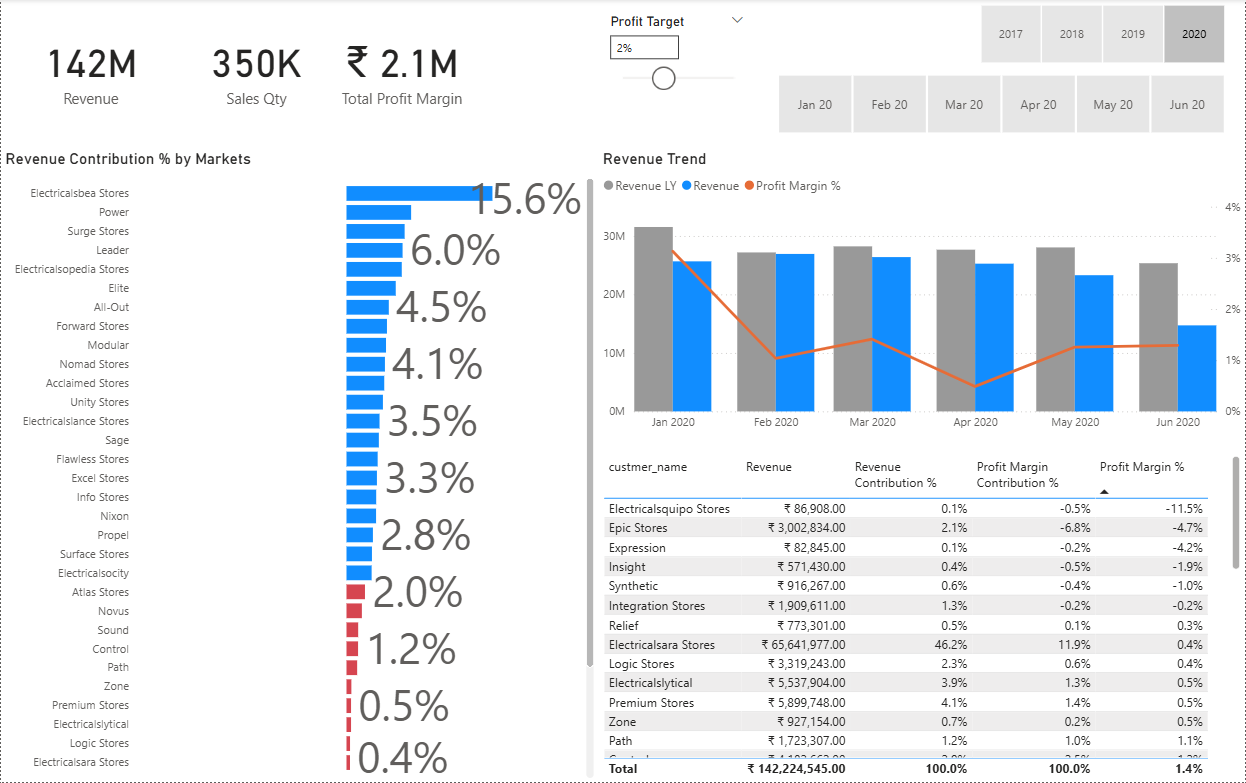 142M
Revenue
350K
Sales Qty
₹ 2.1M
Total Profit Margin
Profit Target
2%
2017 2018 2019 2020
Jan 20 Feb 20 Mar 20 Apr 20 May 20 Jun 20
Revenue Contribution % by Markets
Electricalsbea Stores 15.6%
Power
Surge Stores
Leader 6.0%
Electricalsopedia Stores
Elite
All-Out 4.5%
Forward Stores
Modular
Nomad Stores 4.1%
Acclaimed Stores
Unity Stores
Electricalslance Stores 3.5%
Sage
Flawless Stores
Excel Stores 3.3%
Info Stores
Nixon
Propel 2.8%
Surface Stores
Electricalsocity
Atlas Stores 2.0%
Novus
Sound
Control 1.2%
Path
Zone
Premium Stores 0.5%
Electricalslytical
Logic Stores
Electricalsara Stores 0.4%
Revenue Trend
Revenue LY Revenue Profit Margin %
4%
30M 3%
20M 2%
10M 1%
0M 0%
Jan 2020 Feb 2020 Mar 2020 Apr 2020 May 2020 Jun 2020
custmer_name Revenue Revenue Contribution % Profit Margin Contribution % Profit Margin %
Electricalsquipo Stores ₹ 86,908.00 0.1% -0.5% -11.5%
Epic Stores ₹ 3,002,834.00 2.1% -6.8% -4.7%
Expression ₹ 82,845.00 0.1% -0.2% -4.2%
Insight ₹ 571,430.00 0.4% -0.5% -1.9%
Synthetic ₹ 916,267.00 0.6% -0.4% -1.0%
Integration Stores ₹ 1,909,611.00 1.3% -0.2% -0.2%
Relief ₹ 773,301.00 0.5% 0.1% 0.3%
Electricalsara Stores ₹ 65,641,977.00 46.2% 11.9% 0.4%
Logic Stores ₹ 3,319,243.00 2.3% 0.6% 0.4%
Electricalslytical ₹ 5,537,904.00 3.9% 1.3% 0.5%
Premium Stores ₹ 5,899,748.00 4.1% 1.4% 0.5%
Zone ₹ 927,154.00 0.7% 0.2% 0.5%
Path ₹ 1,723,307.00 1.2% 1.0% 1.1%
Total ₹ 142,224,545.00 100.0% 100.0% 1.4%